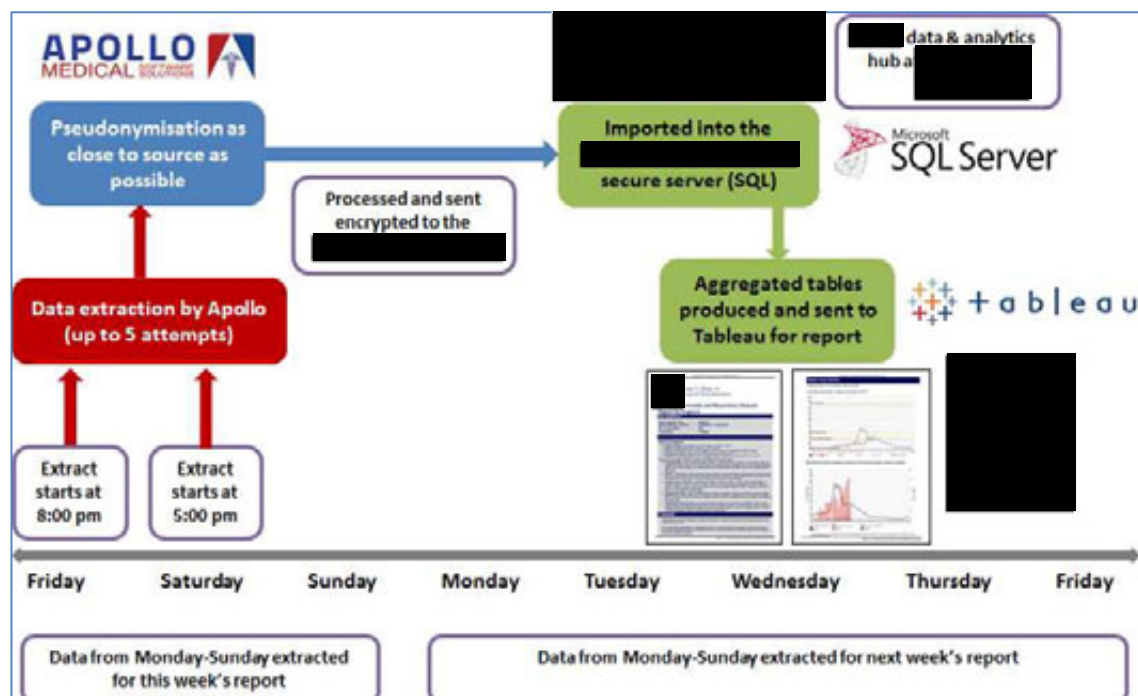 APOLLO
MEDICAL SOFTWARE SOLUTIONS
data & analytics
hub a
Pseudonymisation as
close to source as
possible
Imported into the
secure server (SQL)
Microsoft
SQL Server
Processed and sent
encrypted to the
Data extraction by Apollo
(up to 5 attempts)
Aggregated tables
produced and sent to
Tableau for report
+ a b l e a u
Extract
starts at
8:00 pm
Extract
starts at
5:00 pm
Friday Saturday Sunday Monday Tuesday Wednesday Thursday Friday
Data from Monday-Sunday extracted
for this week's report
Data from Monday-Sunday extracted for next week's report